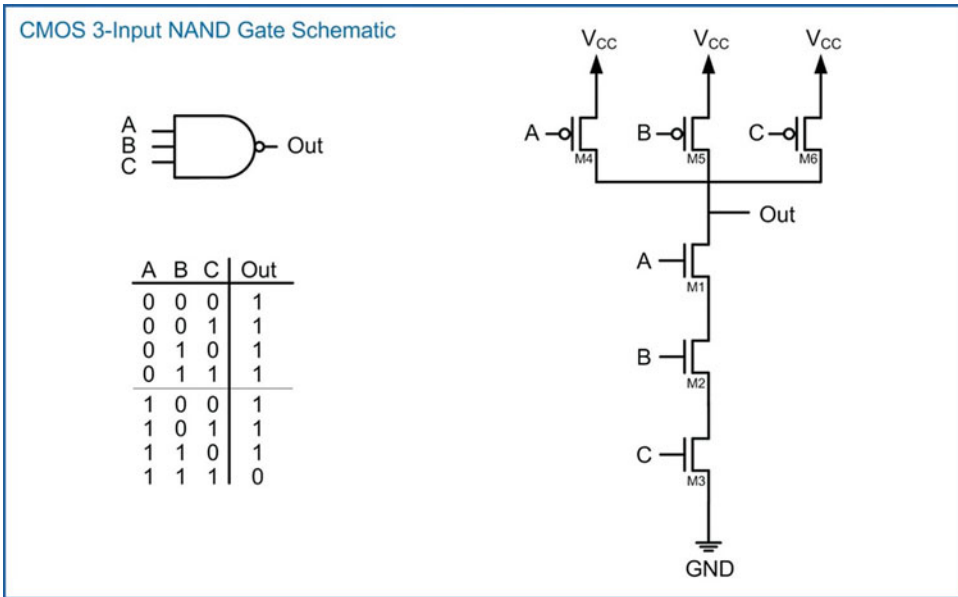 CMOS 3-Input NAND Gate Schematic
A
B
C
Out
A B C Out
0 0 0 1
0 0 1 1
0 1 0 1
0 1 1 1
1 0 0 1
1 0 1 1
1 1 0 1
1 1 1 0
VCC VCC VCC
A B C
M4 M5 M6
Out
A
M1
B
M2
C
M3
GND